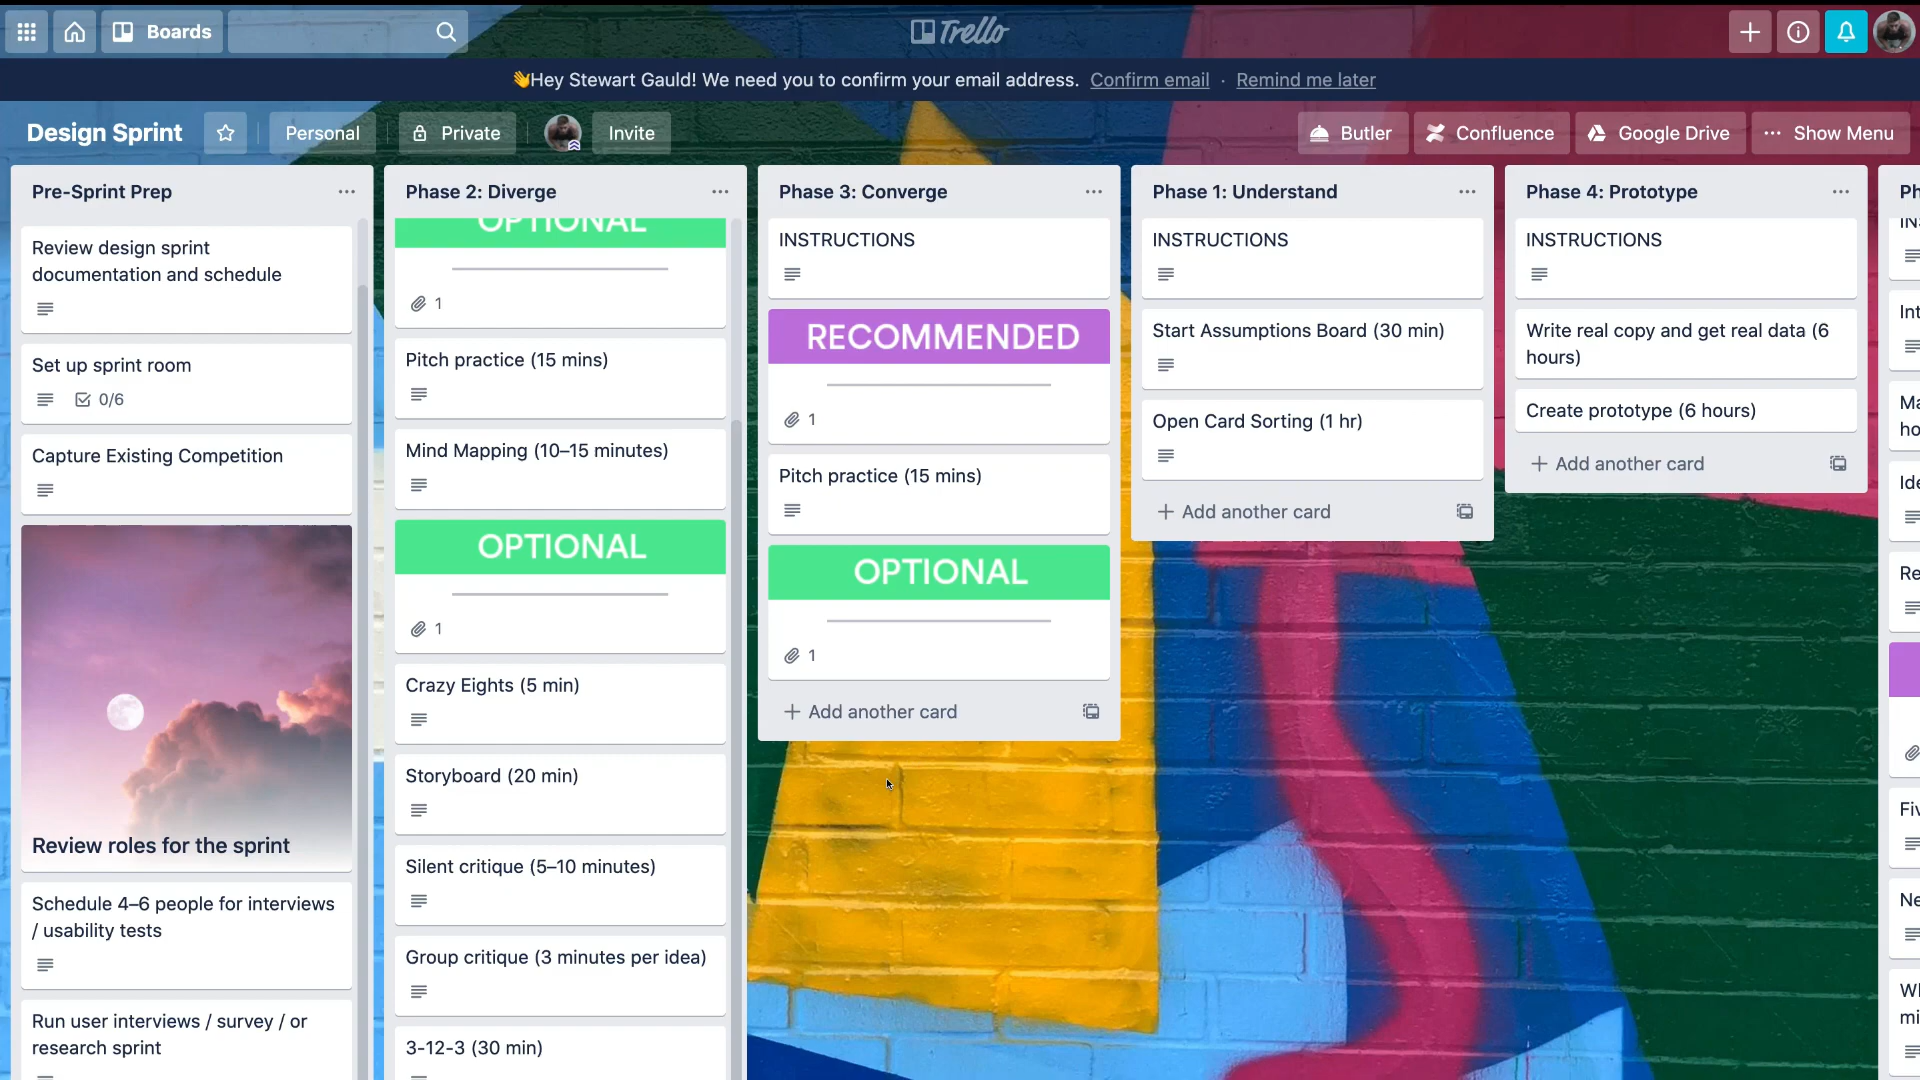 Boards
Trello
👋Hey Stewart Gauld! We need you to confirm your email address. Confirm email · Remind me later
Design Sprint
Personal
Private
Invite
Butler
Confluence
Google Drive
Show Menu
Pre-Sprint Prep
Review design sprint
documentation and schedule
Set up sprint room
0/6
Capture Existing Competition
Review roles for the sprint
Schedule 4–6 people for interviews
/ usability tests
Run user interviews / survey / or
research sprint
Phase 2: Diverge
OPTIONAL
1
Pitch practice (15 mins)
Mind Mapping (10–15 minutes)
OPTIONAL
1
Crazy Eights (5 min)
Storyboard (20 min)
Silent critique (5–10 minutes)
Group critique (3 minutes per idea)
3-12-3 (30 min)
Phase 3: Converge
INSTRUCTIONS
RECOMMENDED
1
Pitch practice (15 mins)
OPTIONAL
1
+ Add another card
Phase 1: Understand
INSTRUCTIONS
Start Assumptions Board (30 min)
Open Card Sorting (1 hr)
+ Add another card
Phase 4: Prototype
INSTRUCTIONS
Write real copy and get real data (6
hours)
Create prototype (6 hours)
+ Add another card